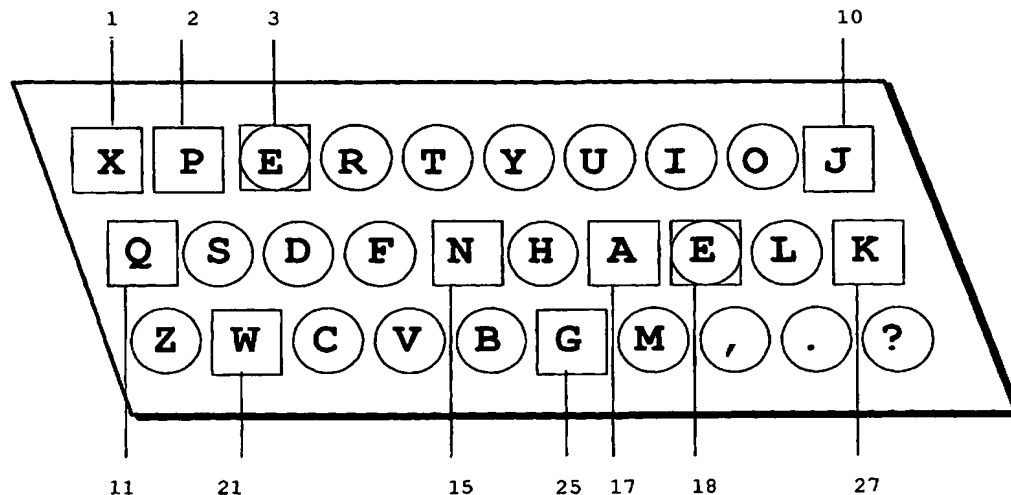 1 2 3 10
X P E R T Y U I O J
Q S D F N H A E L K
Z W C V B G M , . ?
11 21 15 25 17 18 27